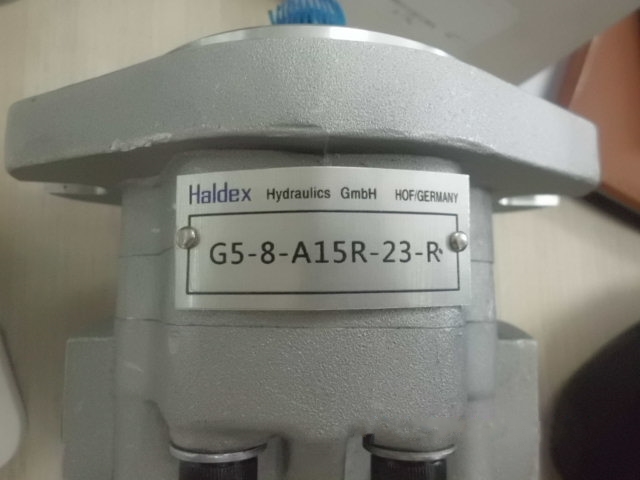 Haldex Hydraulics GmbH HOF/GERMANY
G5-8-A15R-23-R